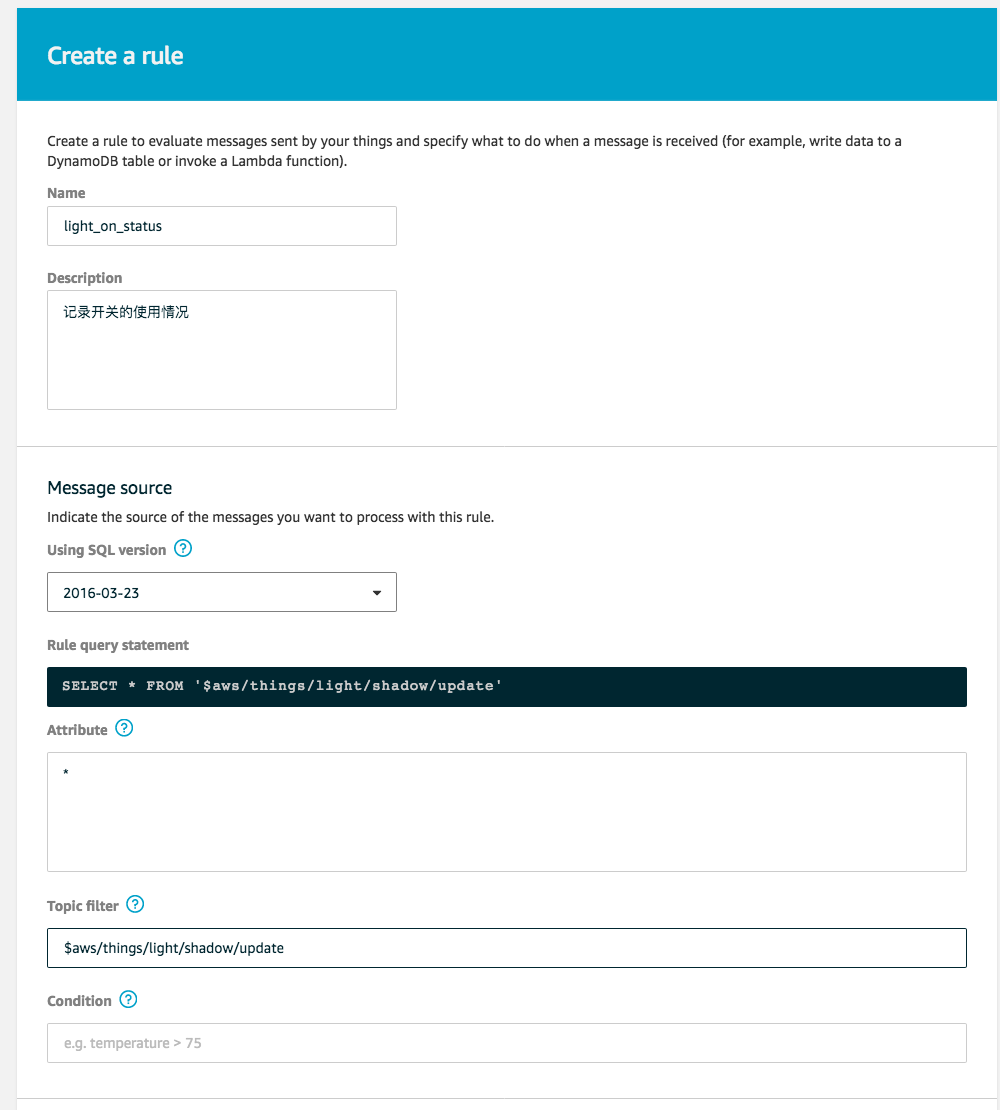 Create a rule
Create a rule to evaluate messages sent by your things and specify what to do when a message is received (for example, write data to a
DynamoDB table or invoke a Lambda function).
Name
light_on_status
Description
记录开关的使用情况
Message source
Indicate the source of the messages you want to process with this rule.
Using SQL version ?
2016-03-23
Rule query statement
SELECT * FROM '$aws/things/light/shadow/update'
Attribute ?
*
Topic filter ?
$aws/things/light/shadow/update
Condition ?
e.g. temperature > 75